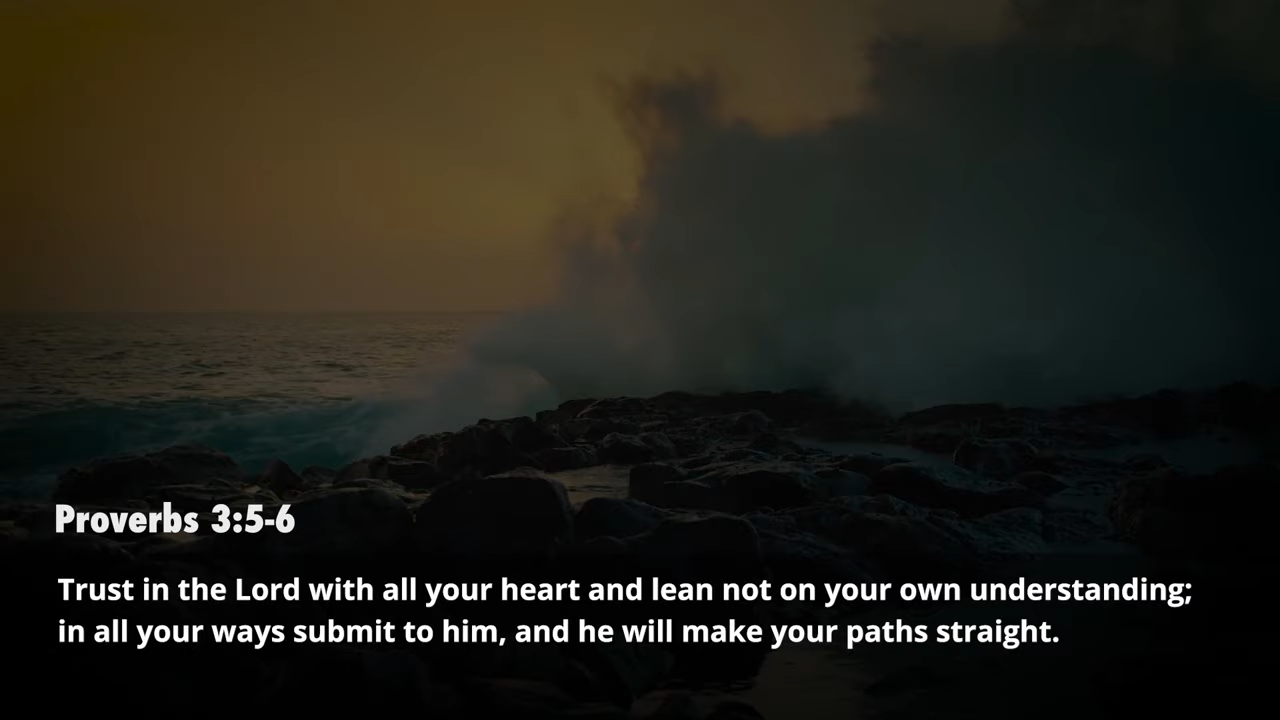 Proverbs 3:5-6
Trust in the Lord with all your heart and lean not on your own understanding;
in all your ways submit to him, and he will make your paths straight.